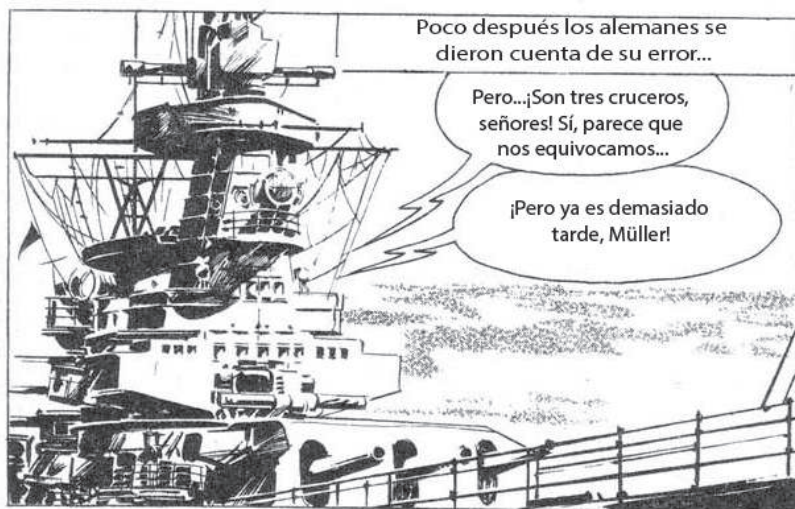 Poco después los alemanes se
dieron cuenta de su error...
Pero...¡Son tres cruceros,
señores! Sí, parece que
nos equivocamos...
¡Pero ya es demasiado
tarde, Müller!